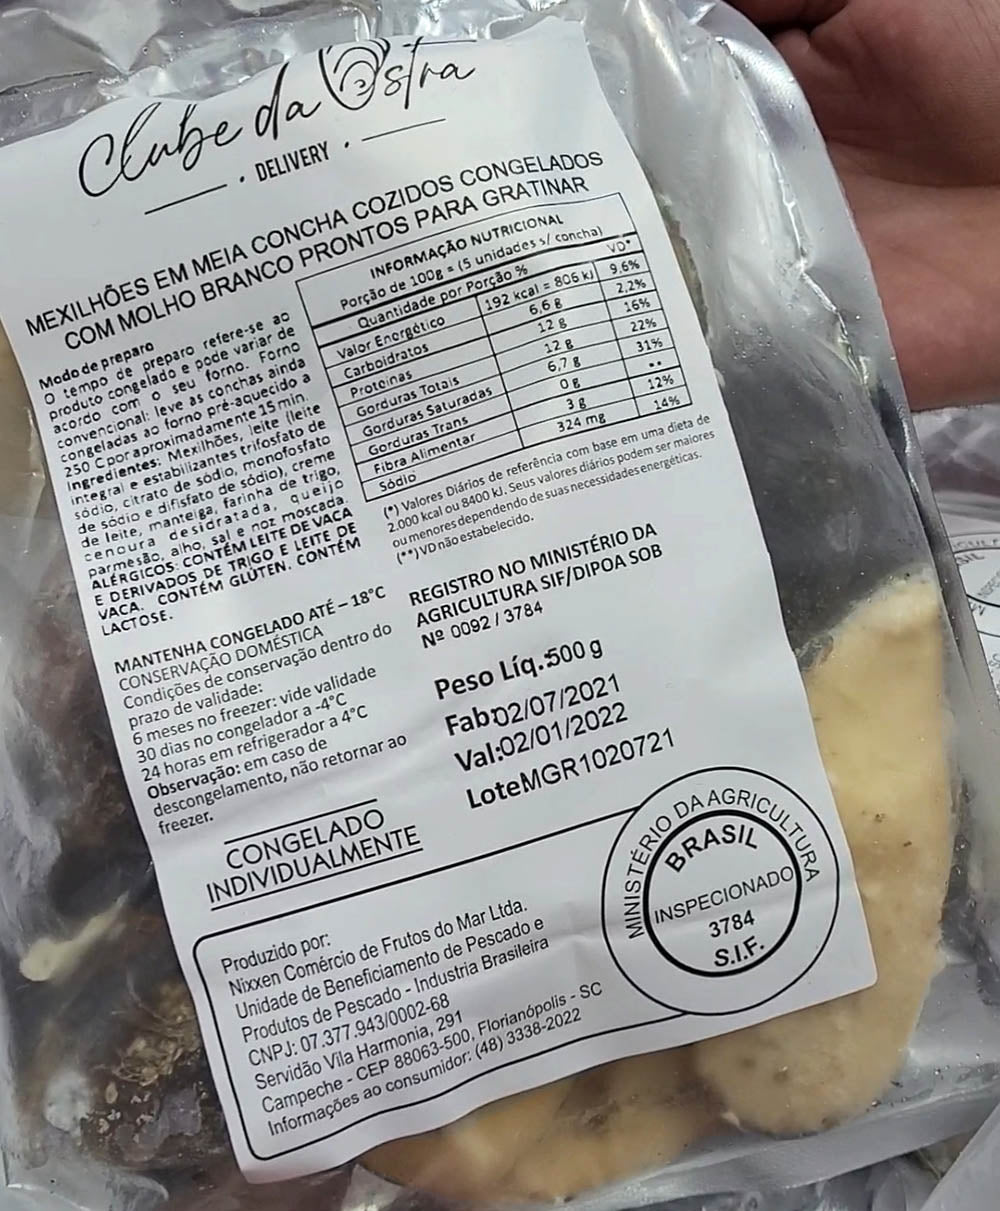 Clube da Ostra
DELIVERY
MEXILHÕES EM MEIA CONCHA COZIDOS CONGELADOS
COM MOLHO BRANCO PRONTOS PARA GRATINAR
Modo de preparo
O tempo de preparo refere-se ao
produto congelado e pode variar de
acordo com o seu forno. Forno
convencional: leve as conchas ainda
congeladas ao forno pré-aquecido a
250 C por aproximadamente 15 min.
Ingredientes: Mexilhões, leite (leite
integral e estabilizantes trifosfato de
sódio, citrato de sódio, monofosfato
de sódio e difisfato de sódio), creme
de leite, manteiga, farinha de trigo,
cenoura desidratada, queijo
parmesão, alho, sal e noz moscada.
ALÉRGICOS: CONTÉM LEITE DE VACA
E DERIVADOS DE TRIGO E LEITE DE
VACA. CONTÉM GLÚTEN. CONTÉM
LACTOSE.
INFORMAÇÃO NUTRICIONAL
Porção de 100g = (5 unidades s/ concha)
Quantidade por Porção % VD*
Valor Energético 192 kcal = 806 kj 9,6%
Carboidratos 6,6 g 2,2%
Proteinas 12 g 16%
Gorduras Totais 12 g 22%
Gorduras Saturadas 6,7 g 31%
Gorduras Trans 0 g **
Fibra Alimentar 3 g 12%
Sódio 324 mg 14%
(*) Valores Diários de referência com base em uma dieta de
2.000 kcal ou 8400 kJ. Seus valores diários podem ser maiores
ou menores dependendo de suas necessidades energéticas.
(**) VD não estabelecido.
MANTENHA CONGELADO ATÉ – 18°C
CONSERVAÇÃO DOMÉSTICA
Condições de conservação dentro do
prazo de validade:
6 meses no freezer: vide validade
30 dias no congelador a -4°C
24 horas em refrigerador a 4°C
Observação: em caso de
descongelamento, não retornar ao
freezer.
REGISTRO NO MINISTÉRIO DA
AGRICULTURA SIF/DIPOA SOB
Nº 0092 / 3784
Peso Líq.500 g
Fab:02/07/2021
Val:02/01/2022
LoteMGR1020721
CONGELADO
INDIVIDUALMENTE
Produzido por:
Nixxen Comércio de Frutos do Mar Ltda.
Unidade de Beneficiamento de Pescado e
Produtos de Pescado - Industria Brasileira
CNPJ: 07.377.943/0002-68
Servidão Vila Harmonia, 291
Campeche - CEP 88063-500, Florianópolis - SC
Informações ao consumidor: (48) 3338-2022
MINISTÉRIO DA AGRICULTURA
BRASIL
INSPECIONADO
3784
S.I.F.